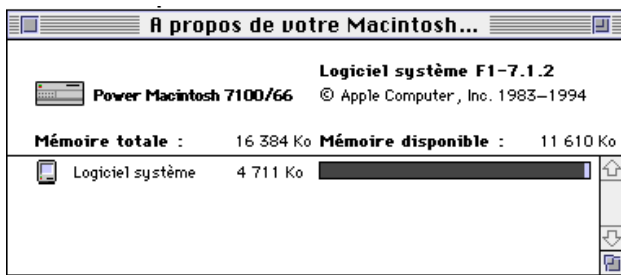 A propos de votre Macintosh...
Logiciel système F1-7.1.2
Power Macintosh 7100/66 © Apple Computer, Inc. 1983–1994
Mémoire totale : 16 384 Ko Mémoire disponible : 11 610 Ko
Logiciel système 4 711 Ko